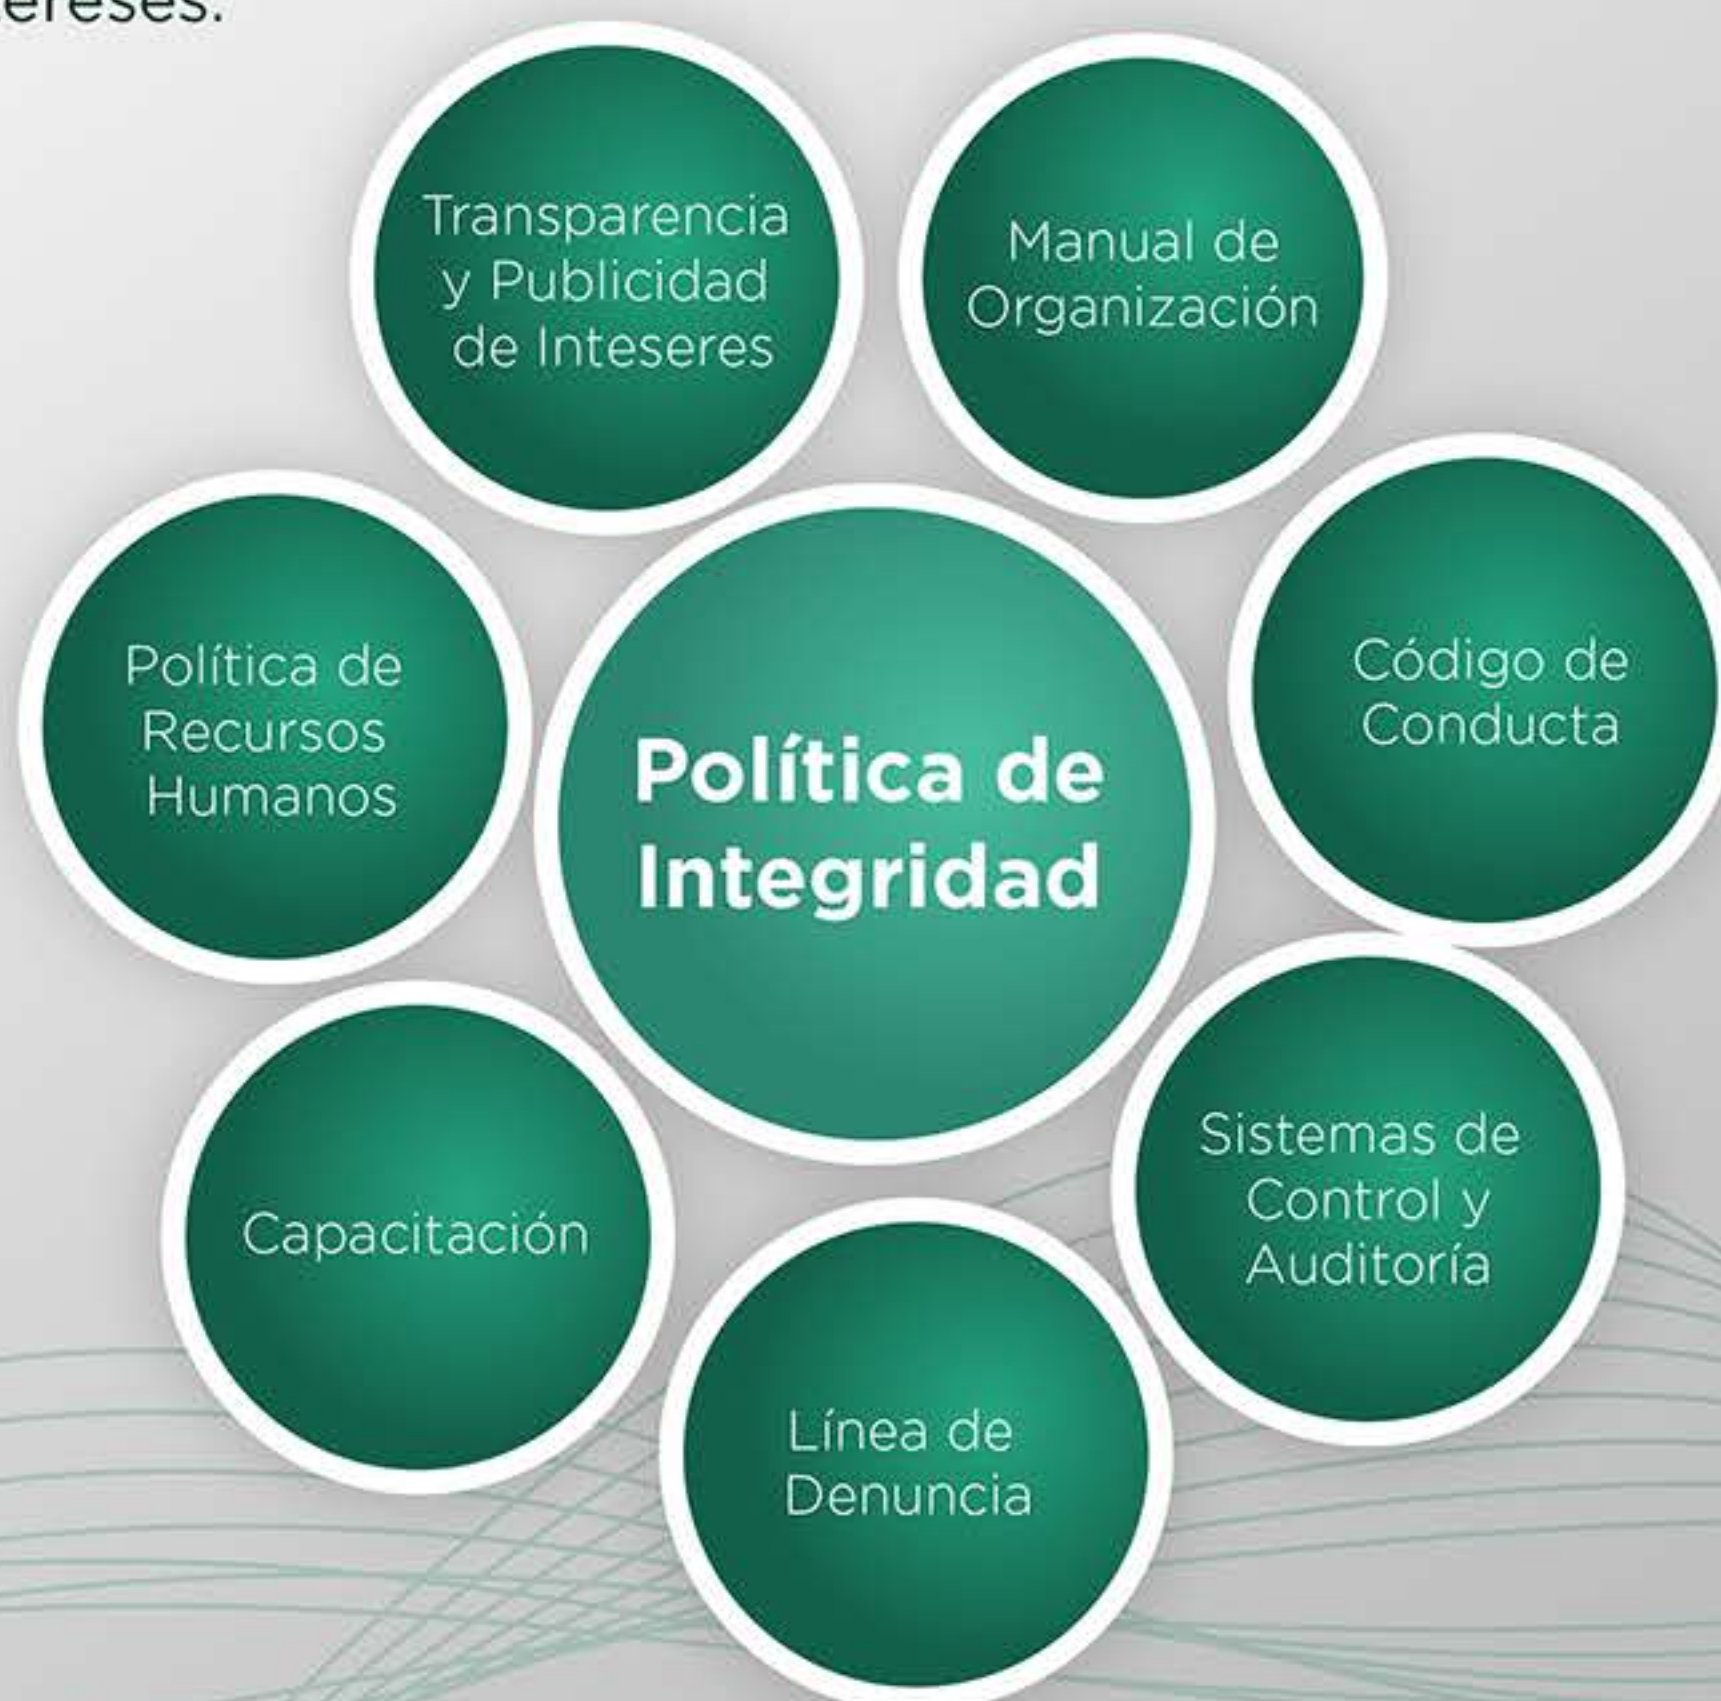 ereses.
Transparencia
y Publicidad
de Inteseres
Manual de
Organización
Código de
Conducta
Sistemas de
Control y
Auditoría
Línea de
Denuncia
Capacitación
Política de
Recursos
Humanos
Política de
Integridad